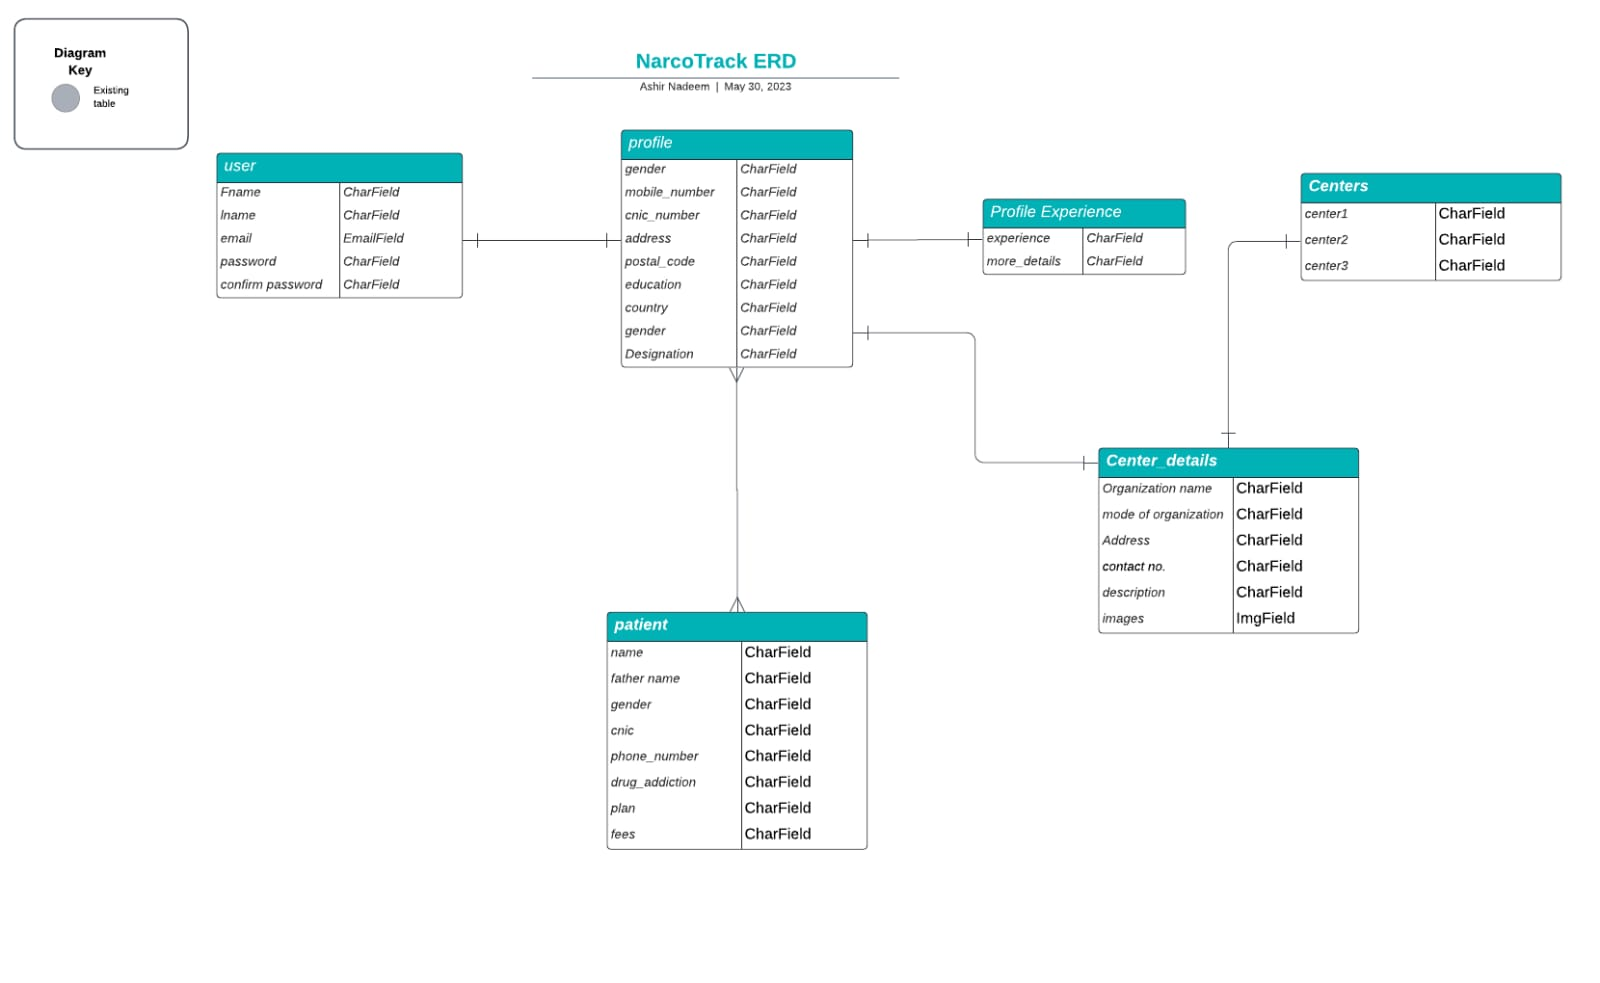 Diagram
Key
Existing
table
NarcoTrack ERD
Ashir Nadeem | May 30, 2023
user
Fname CharField
lname CharField
email EmailField
password CharField
confirm password CharField
profile
gender CharField
mobile_number CharField
cnic_number CharField
address CharField
postal_code CharField
education CharField
country CharField
gender CharField
Designation CharField
Profile Experience
experience CharField
more_details CharField
Centers
center1 CharField
center2 CharField
center3 CharField
Center_details
Organization name CharField
mode of organization CharField
Address CharField
contact no. CharField
description CharField
images ImgField
patient
name CharField
father name CharField
gender CharField
cnic CharField
phone_number CharField
drug_addiction CharField
plan CharField
fees CharField